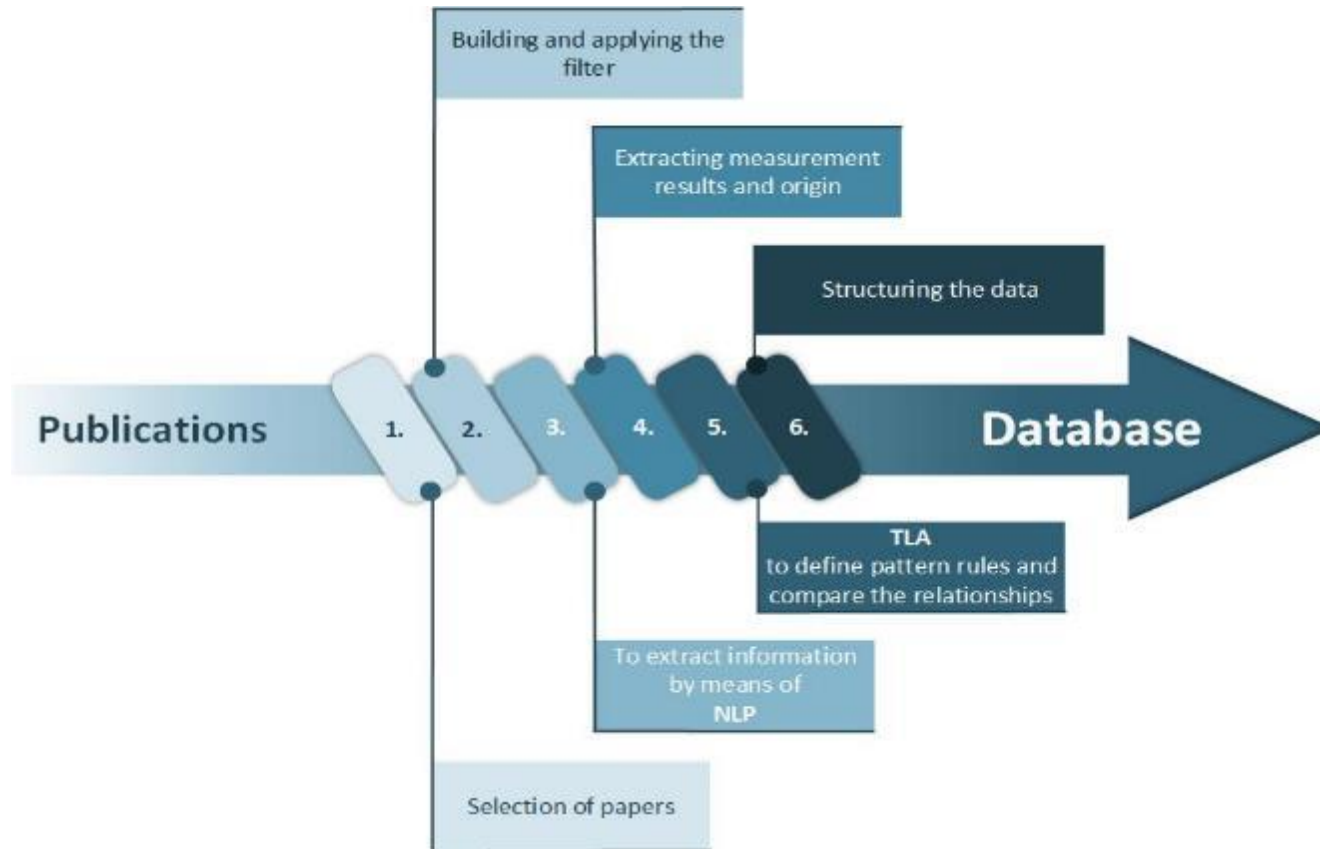 Building and applying the
filter
Extracting measurement
results and origin
Structuring the data
Publications
1.
2.
3.
4.
5.
6.
Database
TLA
to define pattern rules and
compare the relationships
To extract information
by means of
NLP
Selection of papers